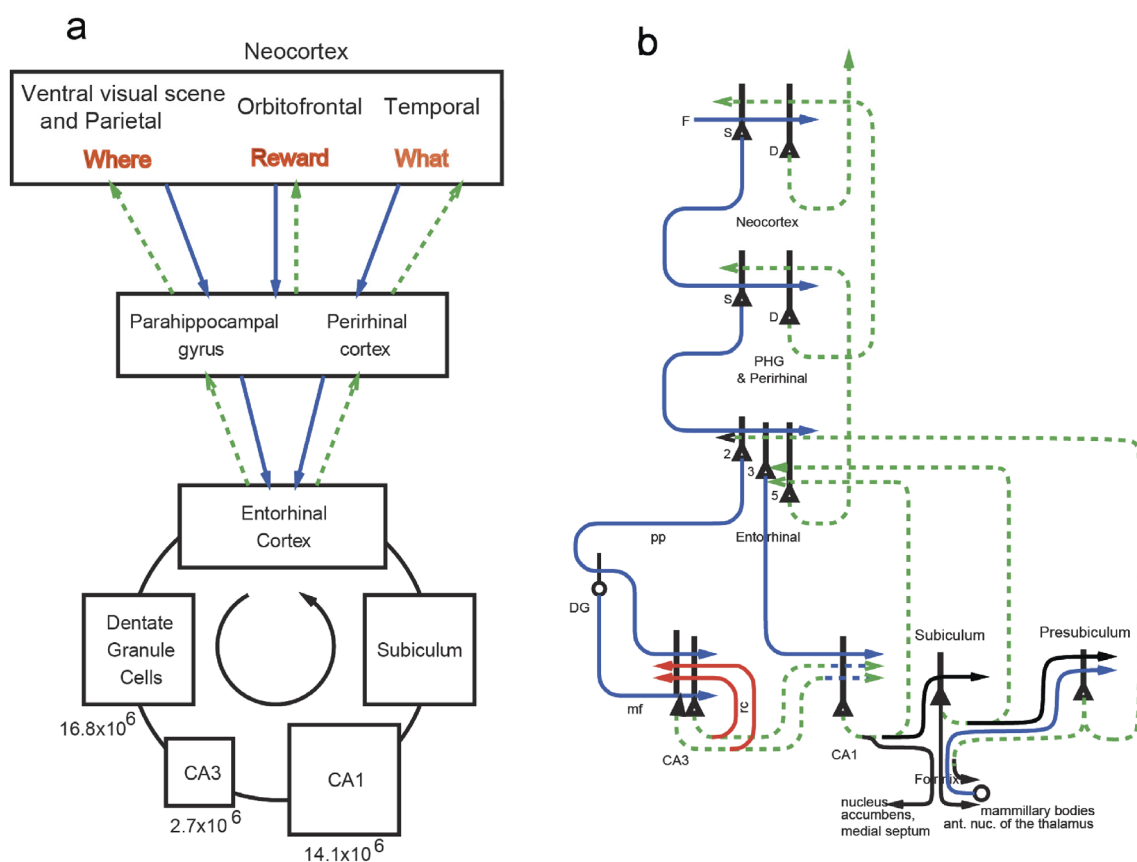 a
Neocortex
Ventral visual scene
and Parietal
Orbitofrontal
Temporal
Where
Reward
What
Parahippocampal
gyrus
Perirhinal
cortex
Entorhinal
Cortex
Dentate
Granule
Cells
Subiculum
16.8x10^6
CA3
CA1
2.7x10^6
14.1x10^6
b
F
S
D
Neocortex
S
D
PHG
& Perirhinal
2
3
5
pp
Entorhinal
DG
Subiculum
Presubiculum
mf
rc
CA3
CA1
Fornix
nucleus
accumbens,
medial septum
mammillary bodies
ant. nuc. of the thalamus